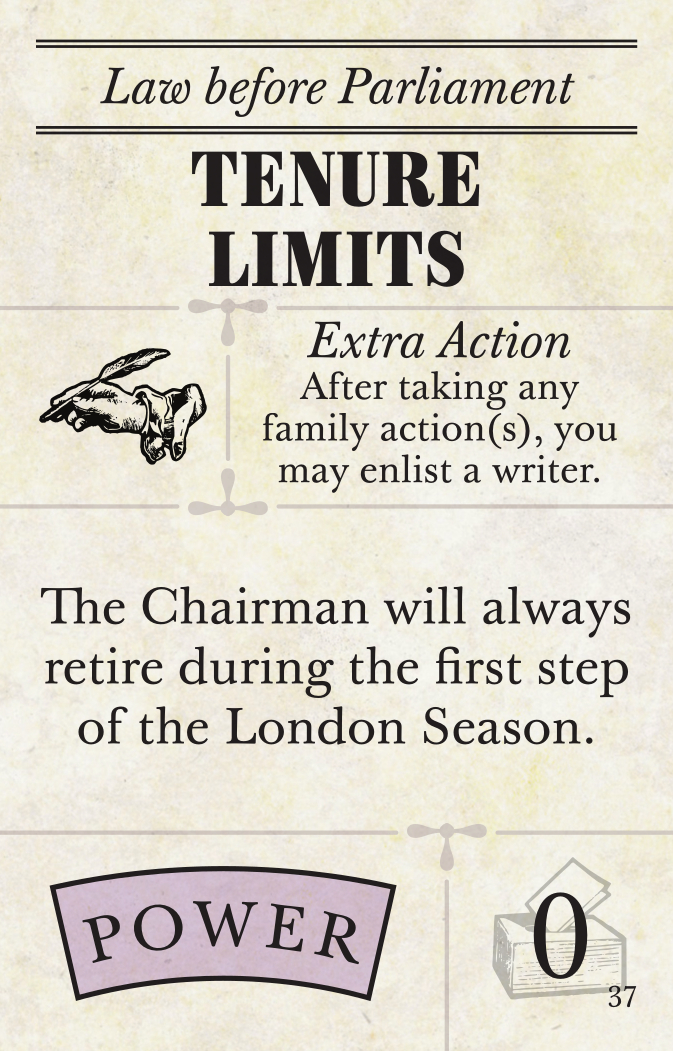 Law before Parliament
TENURE
LIMITS
Extra Action
After taking any
family action(s), you
may enlist a writer.
The Chairman will always
retire during the first step
of the London Season.
POWER
0
37